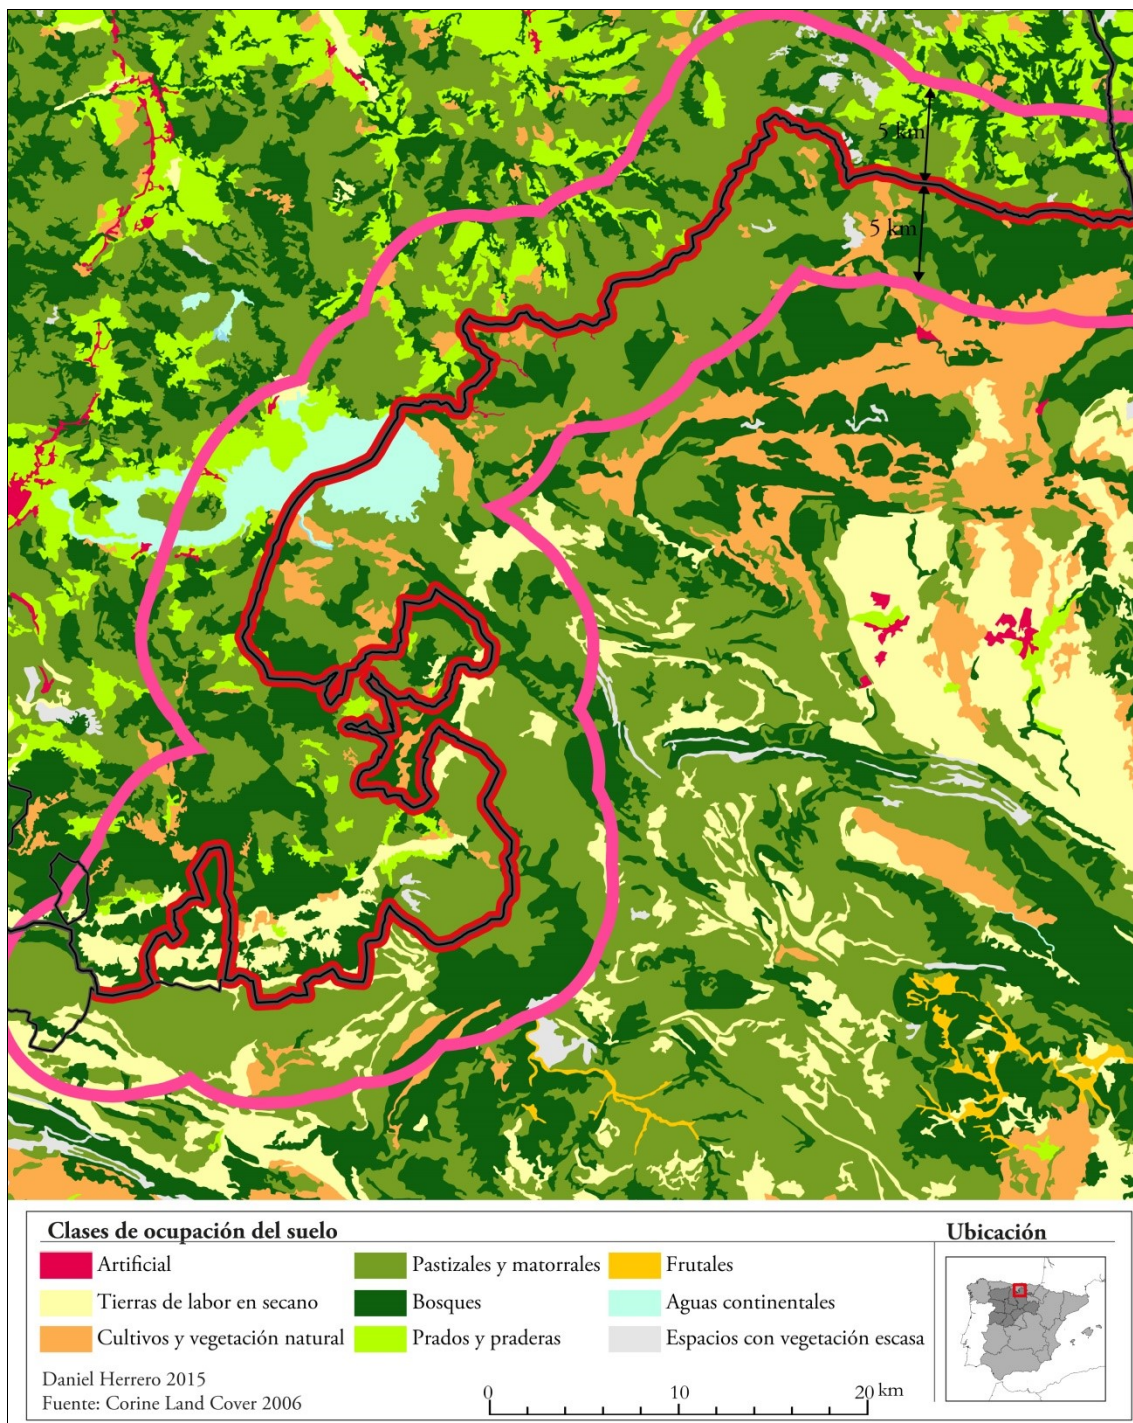 5 km
5 km
Clases de ocupación del suelo
Ubicación
Artificial
Pastizales y matorrales
Frutales
Tierras de labor en secano
Bosques
Aguas continentales
Cultivos y vegetación natural
Prados y praderas
Espacios con vegetación escasa
Daniel Herrero 2015
Fuente: Corine Land Cover 2006
0 10 20 km